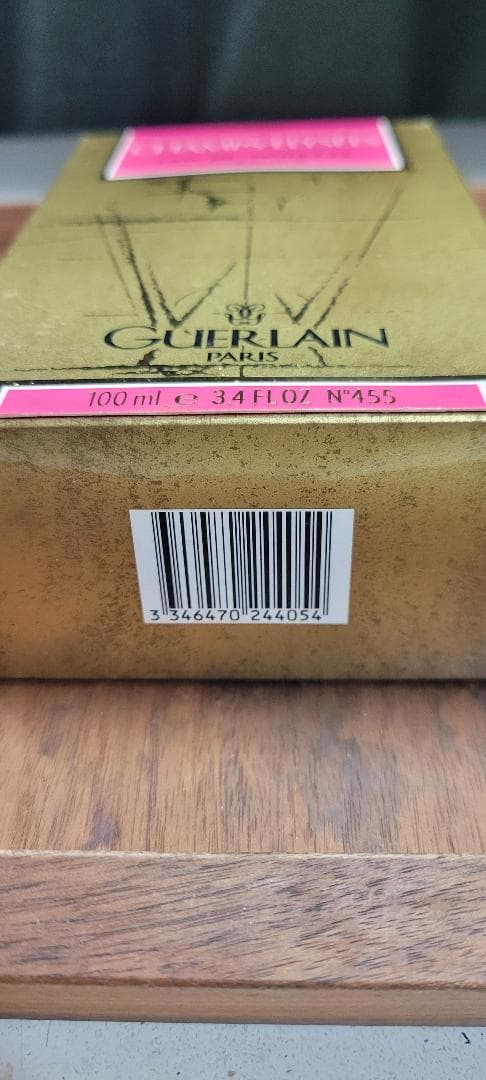 GUERLAIN
PARIS
100 ml e 3.4 FL.OZ N°455
3 346470 244054